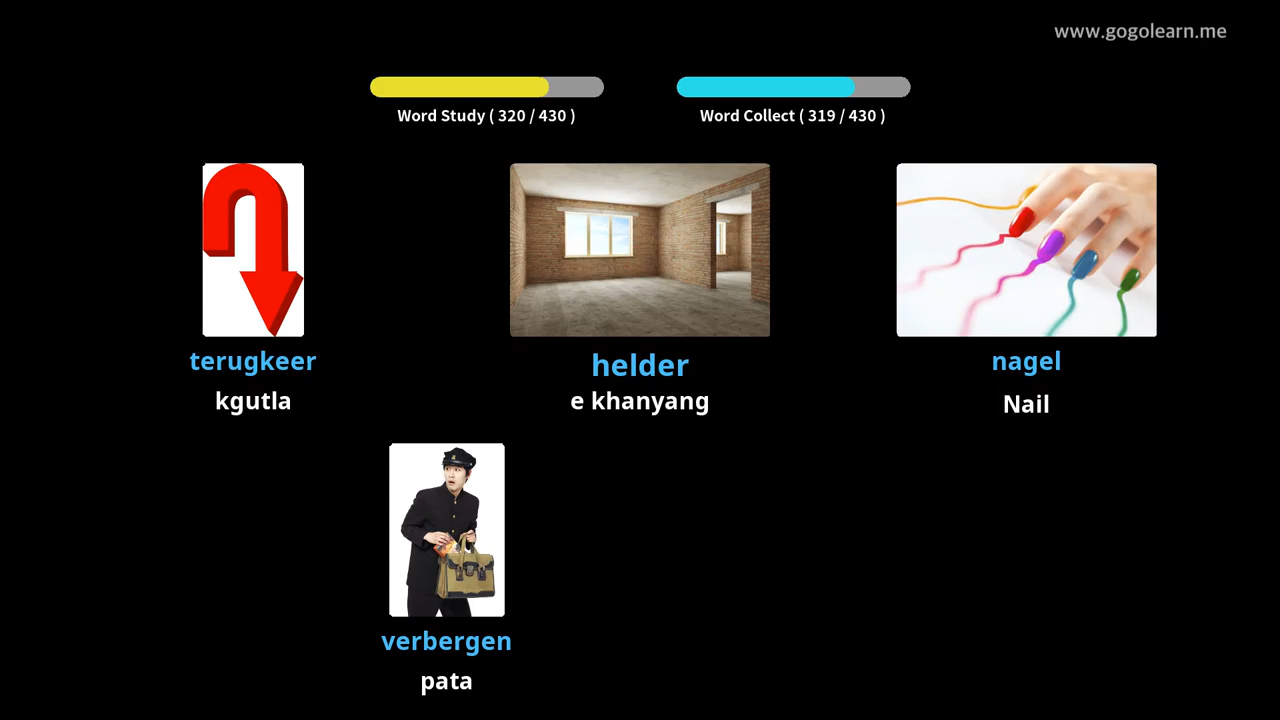 www.gogolearn.me
Word Study ( 320 / 430 )
Word Collect ( 319 / 430 )
terugkeer
kgutla
helder
e khanyang
nagel
Nail
verbergen
pata